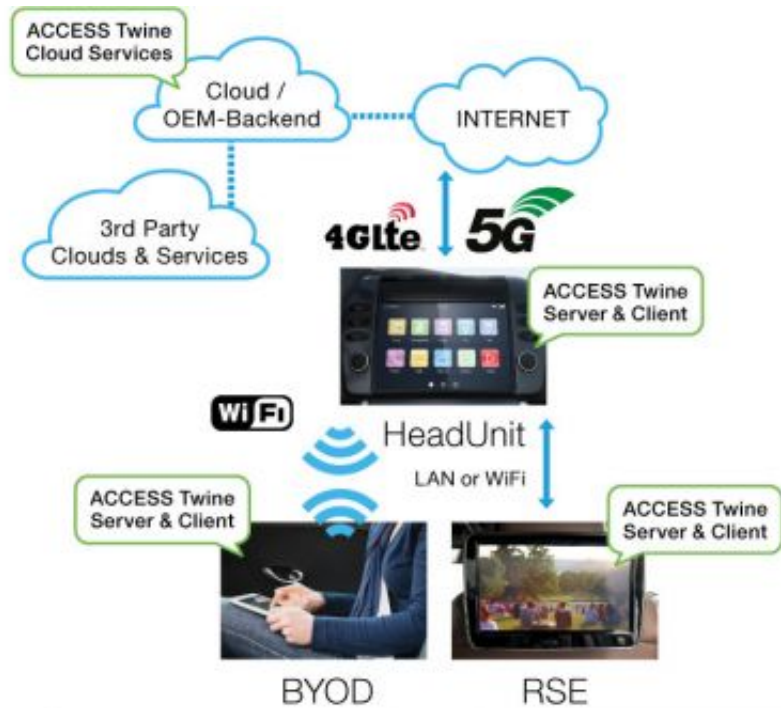 ACCESS Twine
Cloud Services
Cloud /
OEM-Backend
INTERNET
3rd Party
Clouds & Services
4GLte
5G
ACCESS Twine
Server & Client
WiFi
HeadUnit
LAN or WiFi
ACCESS Twine
Server & Client
ACCESS Twine
Server & Client
BYOD
RSE